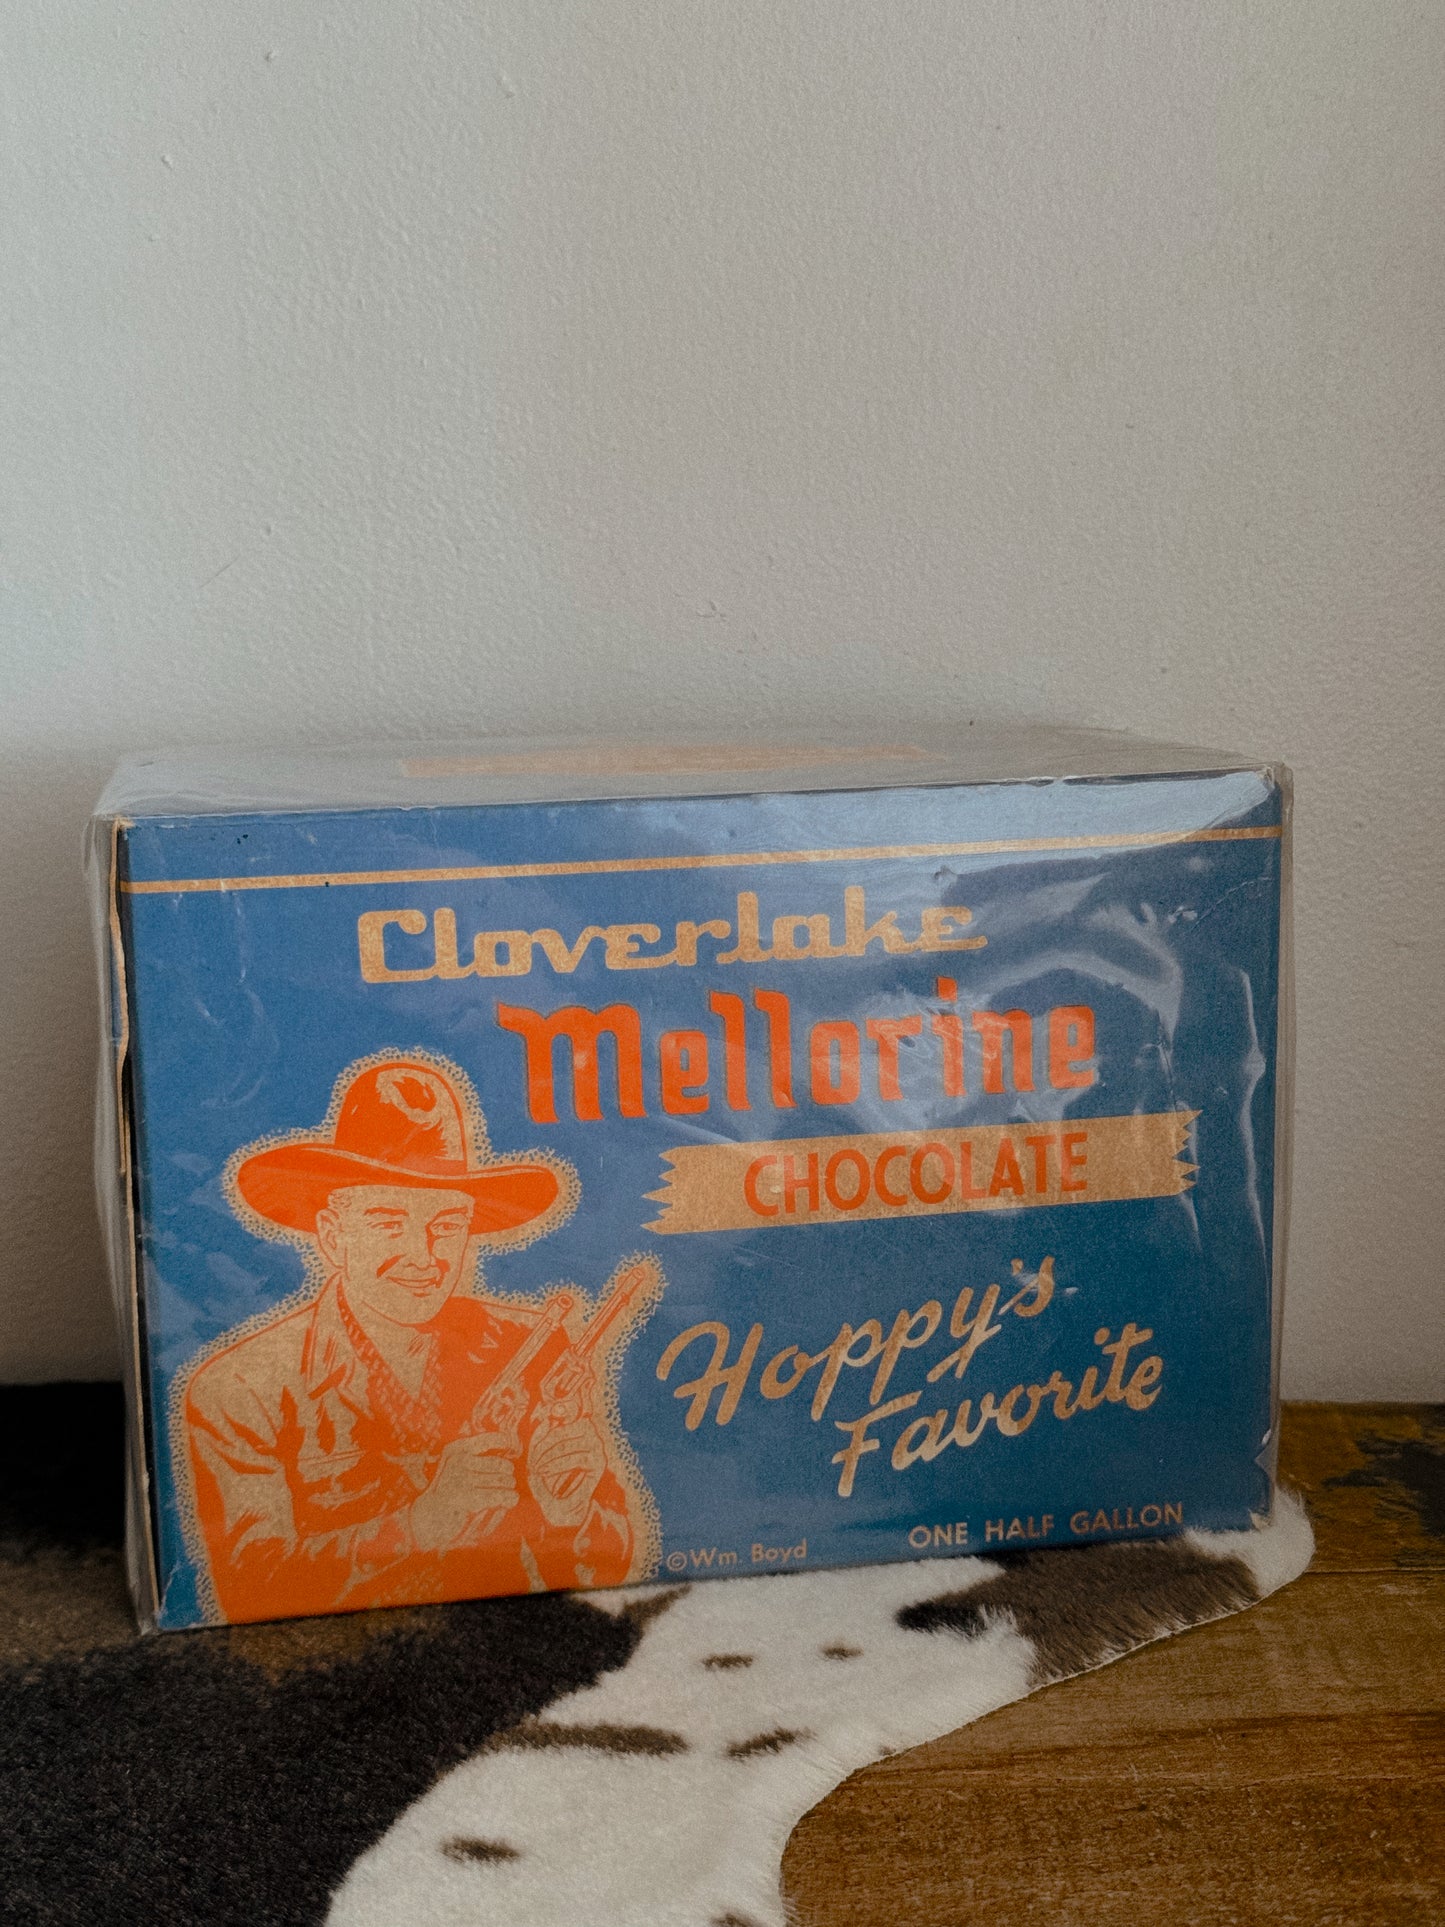 Cloverlake
Mellorine
CHOCOLATE
Hoppy's
Favorite
ONE HALF GALLON
©Wm. Boyd